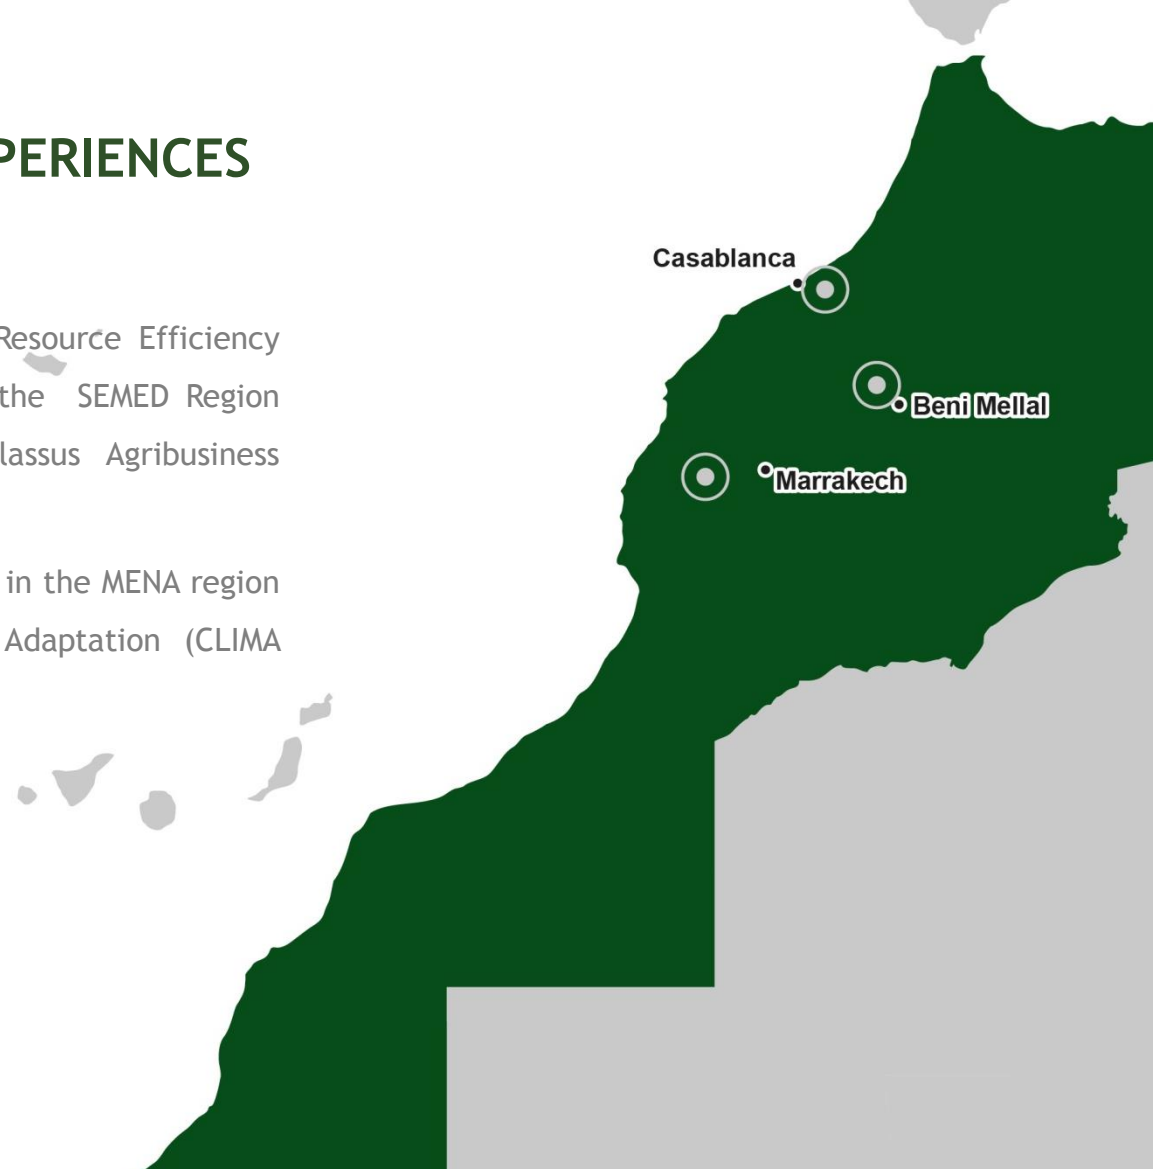 PERIENCES
Resource Efficiency
the SEMED Region
lassus Agribusiness
in the MENA region
Adaptation (CLIMA
Casablanca
Beni Mellal
Marrakech